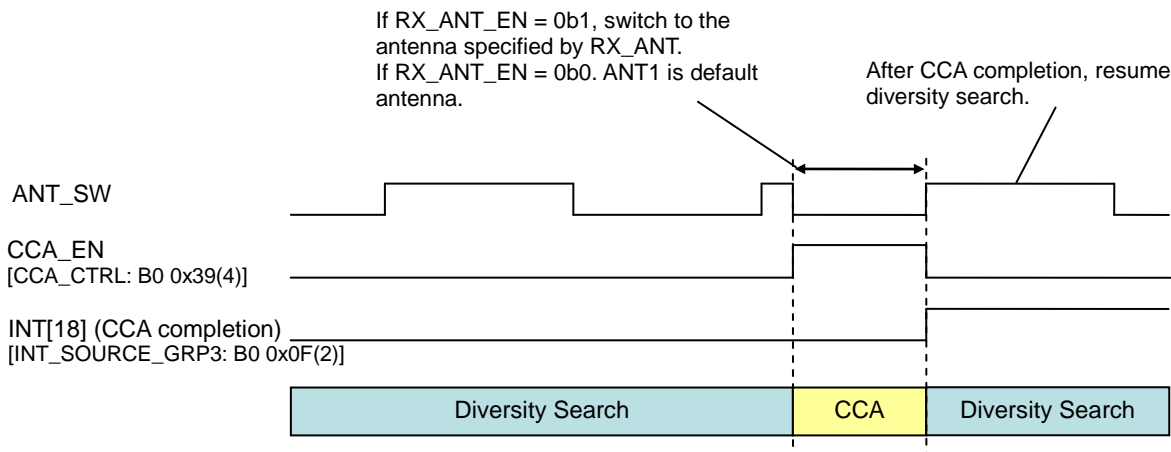 If RX_ANT_EN = 0b1, switch to the
antenna specified by RX_ANT.
If RX_ANT_EN = 0b0. ANT1 is default
antenna.
After CCA completion, resume
diversity search.
ANT_SW
CCA_EN
[CCA_CTRL: B0 0x39(4)]
INT[18] (CCA completion)
[INT_SOURCE_GRP3: B0 0x0F(2)]
Diversity Search
CCA
Diversity Search